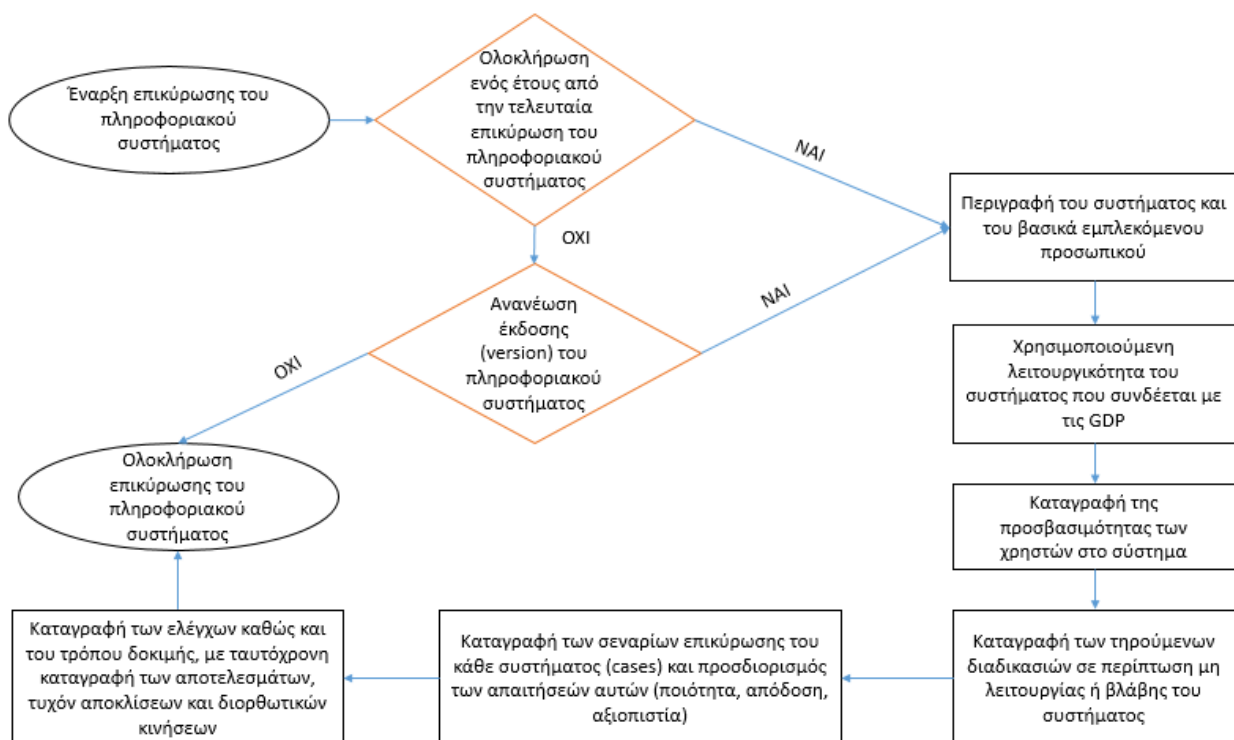 Έναρξη επικύρωσης του
πληροφοριακού
συστήματος
Ολοκλήρωση
ενός έτους από
την τελευταία
επικύρωση του
πληροφοριακού
συστήματος
ΝΑΙ
ΟΧΙ
Περιγραφή του συστήματος και
του βασικά εμπλεκόμενου
προσωπικού
Ανανέωση
έκδοσης
(version) του
πληροφοριακού
συστήματος
ΝΑΙ
ΟΧΙ
Χρησιμοποιούμενη
λειτουργικότητα του
συστήματος που συνδέεται με
τις GDP
Ολοκλήρωση
επικύρωσης του
πληροφοριακού
συστήματος
Καταγραφή της
προσβασιμότητας των
χρηστών στο σύστημα
Καταγραφή των ελέγχων καθώς και
του τρόπου δοκιμής, με ταυτόχρονη
καταγραφή των αποτελεσμάτων,
τυχόν αποκλίσεων και διορθωτικών
κινήσεων
Καταγραφή των σεναρίων επικύρωσης του
κάθε συστήματος (cases) και προσδιορισμός
των απαιτήσεών αυτών (ποιότητα, απόδοση,
αξιοπιστία)
Καταγραφή των τηρούμενων
διαδικασιών σε περίπτωση μη
λειτουργίας ή βλάβης του
συστήματος